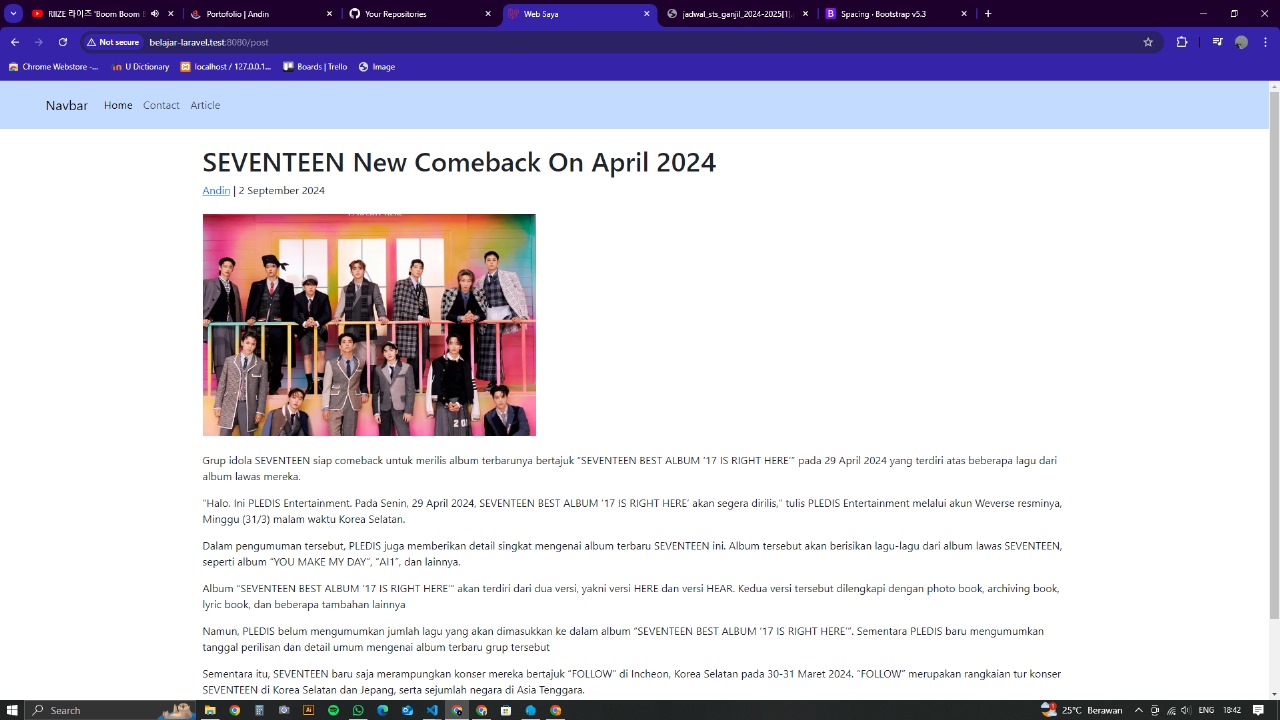 RIIZE 라이즈 'Boom Boom B
Portofolio | Andin
Your Repositories
Web Saya
jadwal_sts_ganjil_2024-2025[1].
Spacing · Bootstrap v5.3
Not secure
belajar-laravel.test:8080/post
Chrome Webstore -...
U Dictionary
localhost / 127.0.0.1...
Boards | Trello
Image
Navbar
Home
Contact
Article
SEVENTEEN New Comeback On April 2024
Andin | 2 September 2024
Grup idola SEVENTEEN siap comeback untuk merilis album terbarunya bertajuk “SEVENTEEN BEST ALBUM ‘17 IS RIGHT HERE’” pada 29 April 2024 yang terdiri atas beberapa lagu dari
album lawas mereka.
"Halo. Ini PLEDIS Entertainment. Pada Senin, 29 April 2024, SEVENTEEN BEST ALBUM ‘17 IS RIGHT HERE’ akan segera dirilis," tulis PLEDIS Entertainment melalui akun Weverse resminya,
Minggu (31/3) malam waktu Korea Selatan.
Dalam pengumuman tersebut, PLEDIS juga memberikan detail singkat mengenai album terbaru SEVENTEEN ini. Album tersebut akan berisikan lagu-lagu dari album lawas SEVENTEEN,
seperti album “YOU MAKE MY DAY”, “AI1”, dan lainnya.
Album “SEVENTEEN BEST ALBUM ‘17 IS RIGHT HERE’” akan terdiri dari dua versi, yakni versi HERE dan versi HEAR. Kedua versi tersebut dilengkapi dengan photo book, archiving book,
lyric book, dan beberapa tambahan lainnya
Namun, PLEDIS belum mengumumkan jumlah lagu yang akan dimasukkan ke dalam album “SEVENTEEN BEST ALBUM ‘17 IS RIGHT HERE’”. Sementara PLEDIS baru mengumumkan
tanggal perilisan dan detail umum mengenai album terbaru grup tersebut
Sementara itu, SEVENTEEN baru saja merampungkan konser mereka bertajuk “FOLLOW” di Incheon, Korea Selatan pada 30-31 Maret 2024. “FOLLOW” merupakan rangkaian tur konser
SEVENTEEN di Korea Selatan dan Jepang, serta sejumlah negara di Asia Tenggara.
Search
25°C Berawan
ENG
18:42